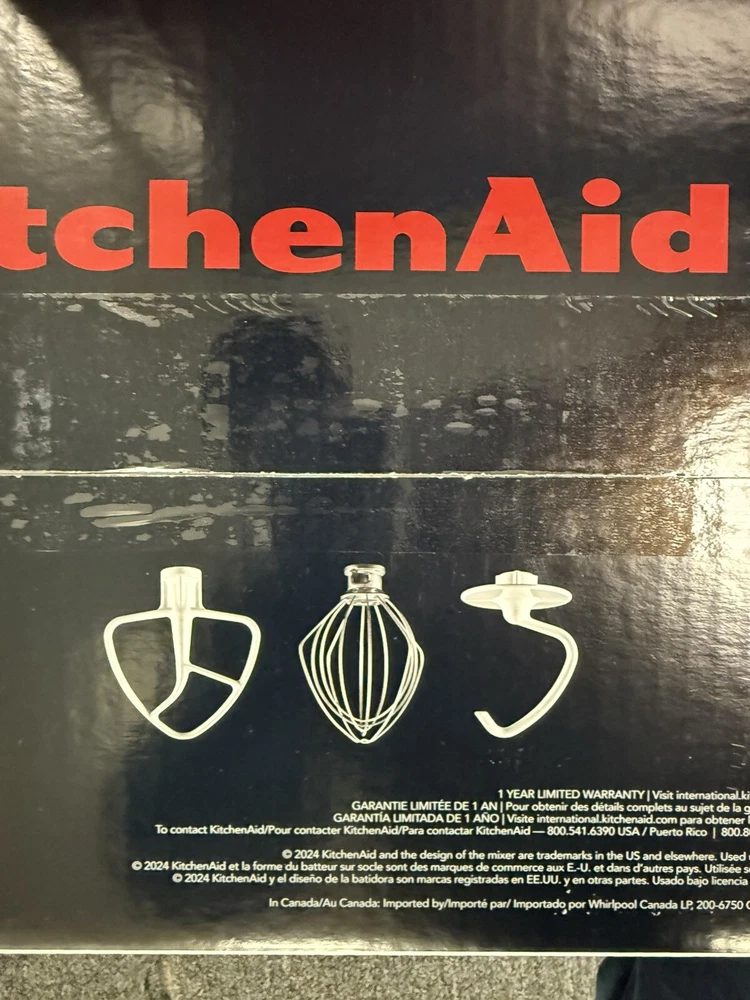 tchenAid
1 YEAR LIMITED WARRANTY | Visit international.ki
GARANTIE LIMITÉE DE 1 AN | Pour obtenir des détails complets au sujet de la g
GARANTÍA LIMITADA DE 1 AÑO | Visite international.kitchenaid.com para obtener
To contact KitchenAid/Pour contacter KitchenAid/Para contactar KitchenAid — 800.541.6390 USA / Puerto Rico | 800.8
© 2024 KitchenAid and the design of the mixer are trademarks in the US and elsewhere. Used
© 2024 KitchenAid et la forme du batteur sur socle sont des marques de commerce aux E.-U. et dans d'autres pays. Utilisée
© 2024 KitchenAid y el diseño de la batidora son marcas registradas en EE.UU. y en otras partes. Usado bajo licencia
In Canada/Au Canada: Imported by/Importé par/ Importado por Whirlpool Canada LP, 200-6750